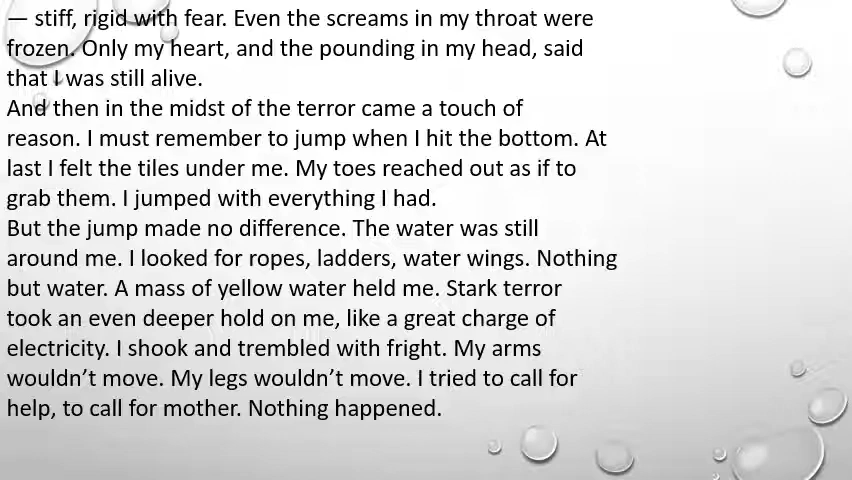 — stiff, rigid with fear. Even the screams in my throat were
frozen. Only my heart, and the pounding in my head, said
that I was still alive.
And then in the midst of the terror came a touch of
reason. I must remember to jump when I hit the bottom. At
last I felt the tiles under me. My toes reached out as if to
grab them. I jumped with everything I had.
But the jump made no difference. The water was still
around me. I looked for ropes, ladders, water wings. Nothing
but water. A mass of yellow water held me. Stark terror
took an even deeper hold on me, like a great charge of
electricity. I shook and trembled with fright. My arms
wouldn’t move. My legs wouldn’t move. I tried to call for
help, to call for mother. Nothing happened.